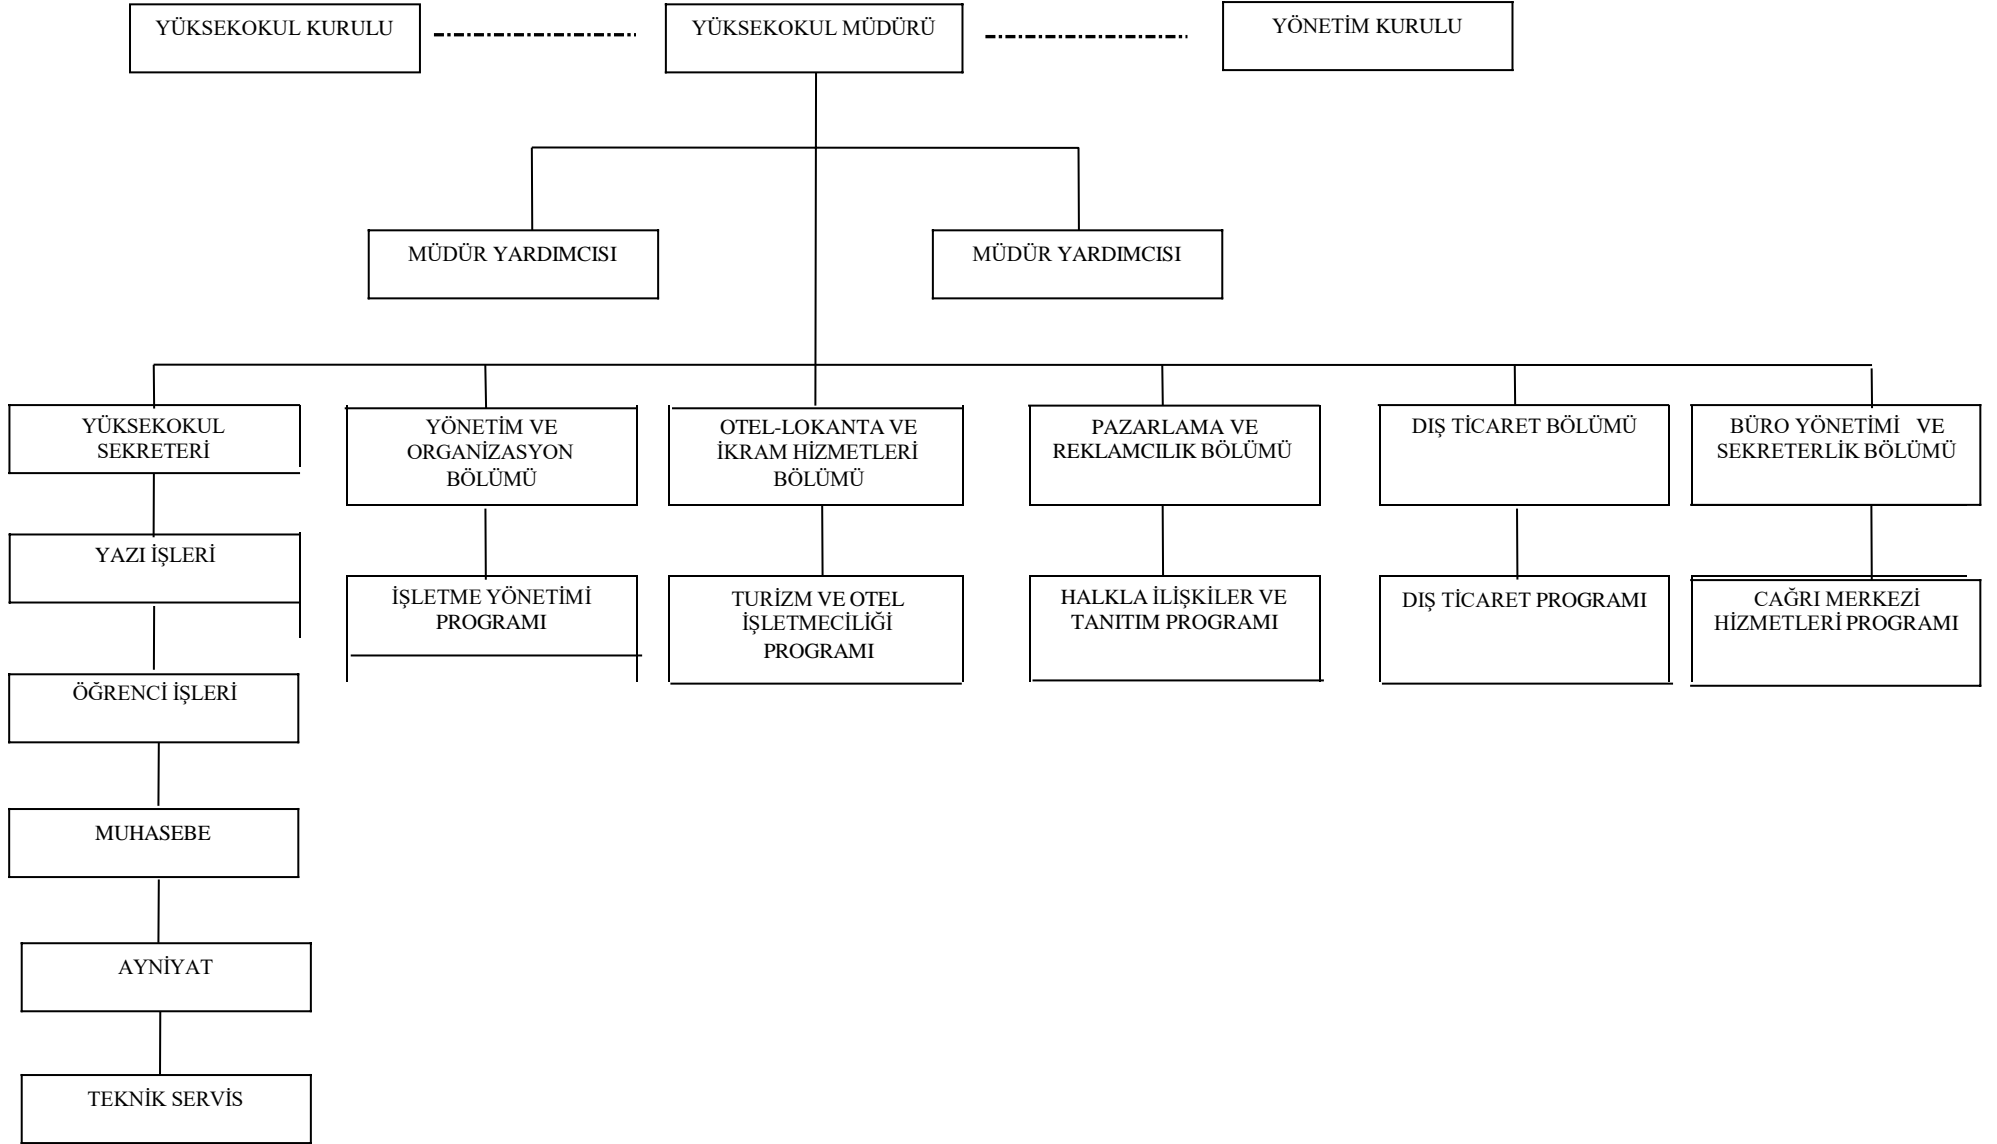 YÜKSEKOKUL KURULU
YÜKSEKOKUL MÜDÜRÜ
YÖNETİM KURULU
MÜDÜR YARDIMCISI
MÜDÜR YARDIMCISI
YÜKSEKOKUL
SEKRETERİ
YÖNETİM VE
ORGANİZASYON
BÖLÜMÜ
OTEL-LOKANTA VE
İKRAM HİZMETLERİ
BÖLÜMÜ
PAZARLAMA VE
REKLAMCILIK BÖLÜMÜ
DIŞ TİCARET BÖLÜMÜ
BÜRO YÖNETİMİ VE
SEKRETERLİK BÖLÜMÜ
YAZI İŞLERİ
İŞLETME YÖNETİMİ
PROGRAMI
TURİZM VE OTEL
İŞLETMECİLİĞİ
PROGRAMI
HALKLA İLİŞKİLER VE
TANITIM PROGRAMI
DIŞ TİCARET PROGRAMI
CAĞRI MERKEZİ
HİZMETLERİ PROGRAMI
ÖĞRENCİ İŞLERİ
MUHASEBE
AYNİYAT
TEKNİK SERVİS